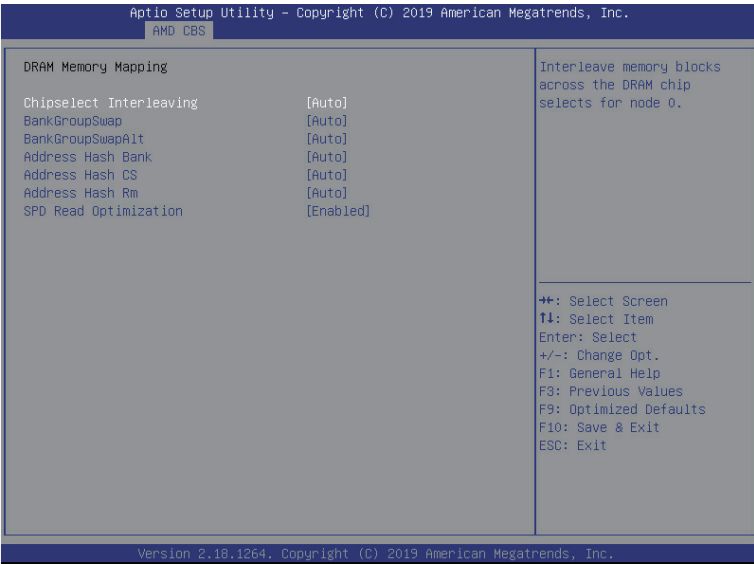 Aptio Setup Utility – Copyright (C) 2019 American Megatrends, Inc.
AMD CBS
DRAM Memory Mapping
Chipselect Interleaving [Auto]
BankGroupSwap [Auto]
BankGroupSwapAlt [Auto]
Address Hash Bank [Auto]
Address Hash CS [Auto]
Address Hash Rm [Auto]
SPD Read Optimization [Enabled]
Interleave memory blocks
across the DRAM chip
selects for node 0.
→←: Select Screen
↑↓: Select Item
Enter: Select
+/-: Change Opt.
F1: General Help
F3: Previous Values
F9: Optimized Defaults
F10: Save & Exit
ESC: Exit
Version 2.18.1264. Copyright (C) 2019 American Megatrends, Inc.